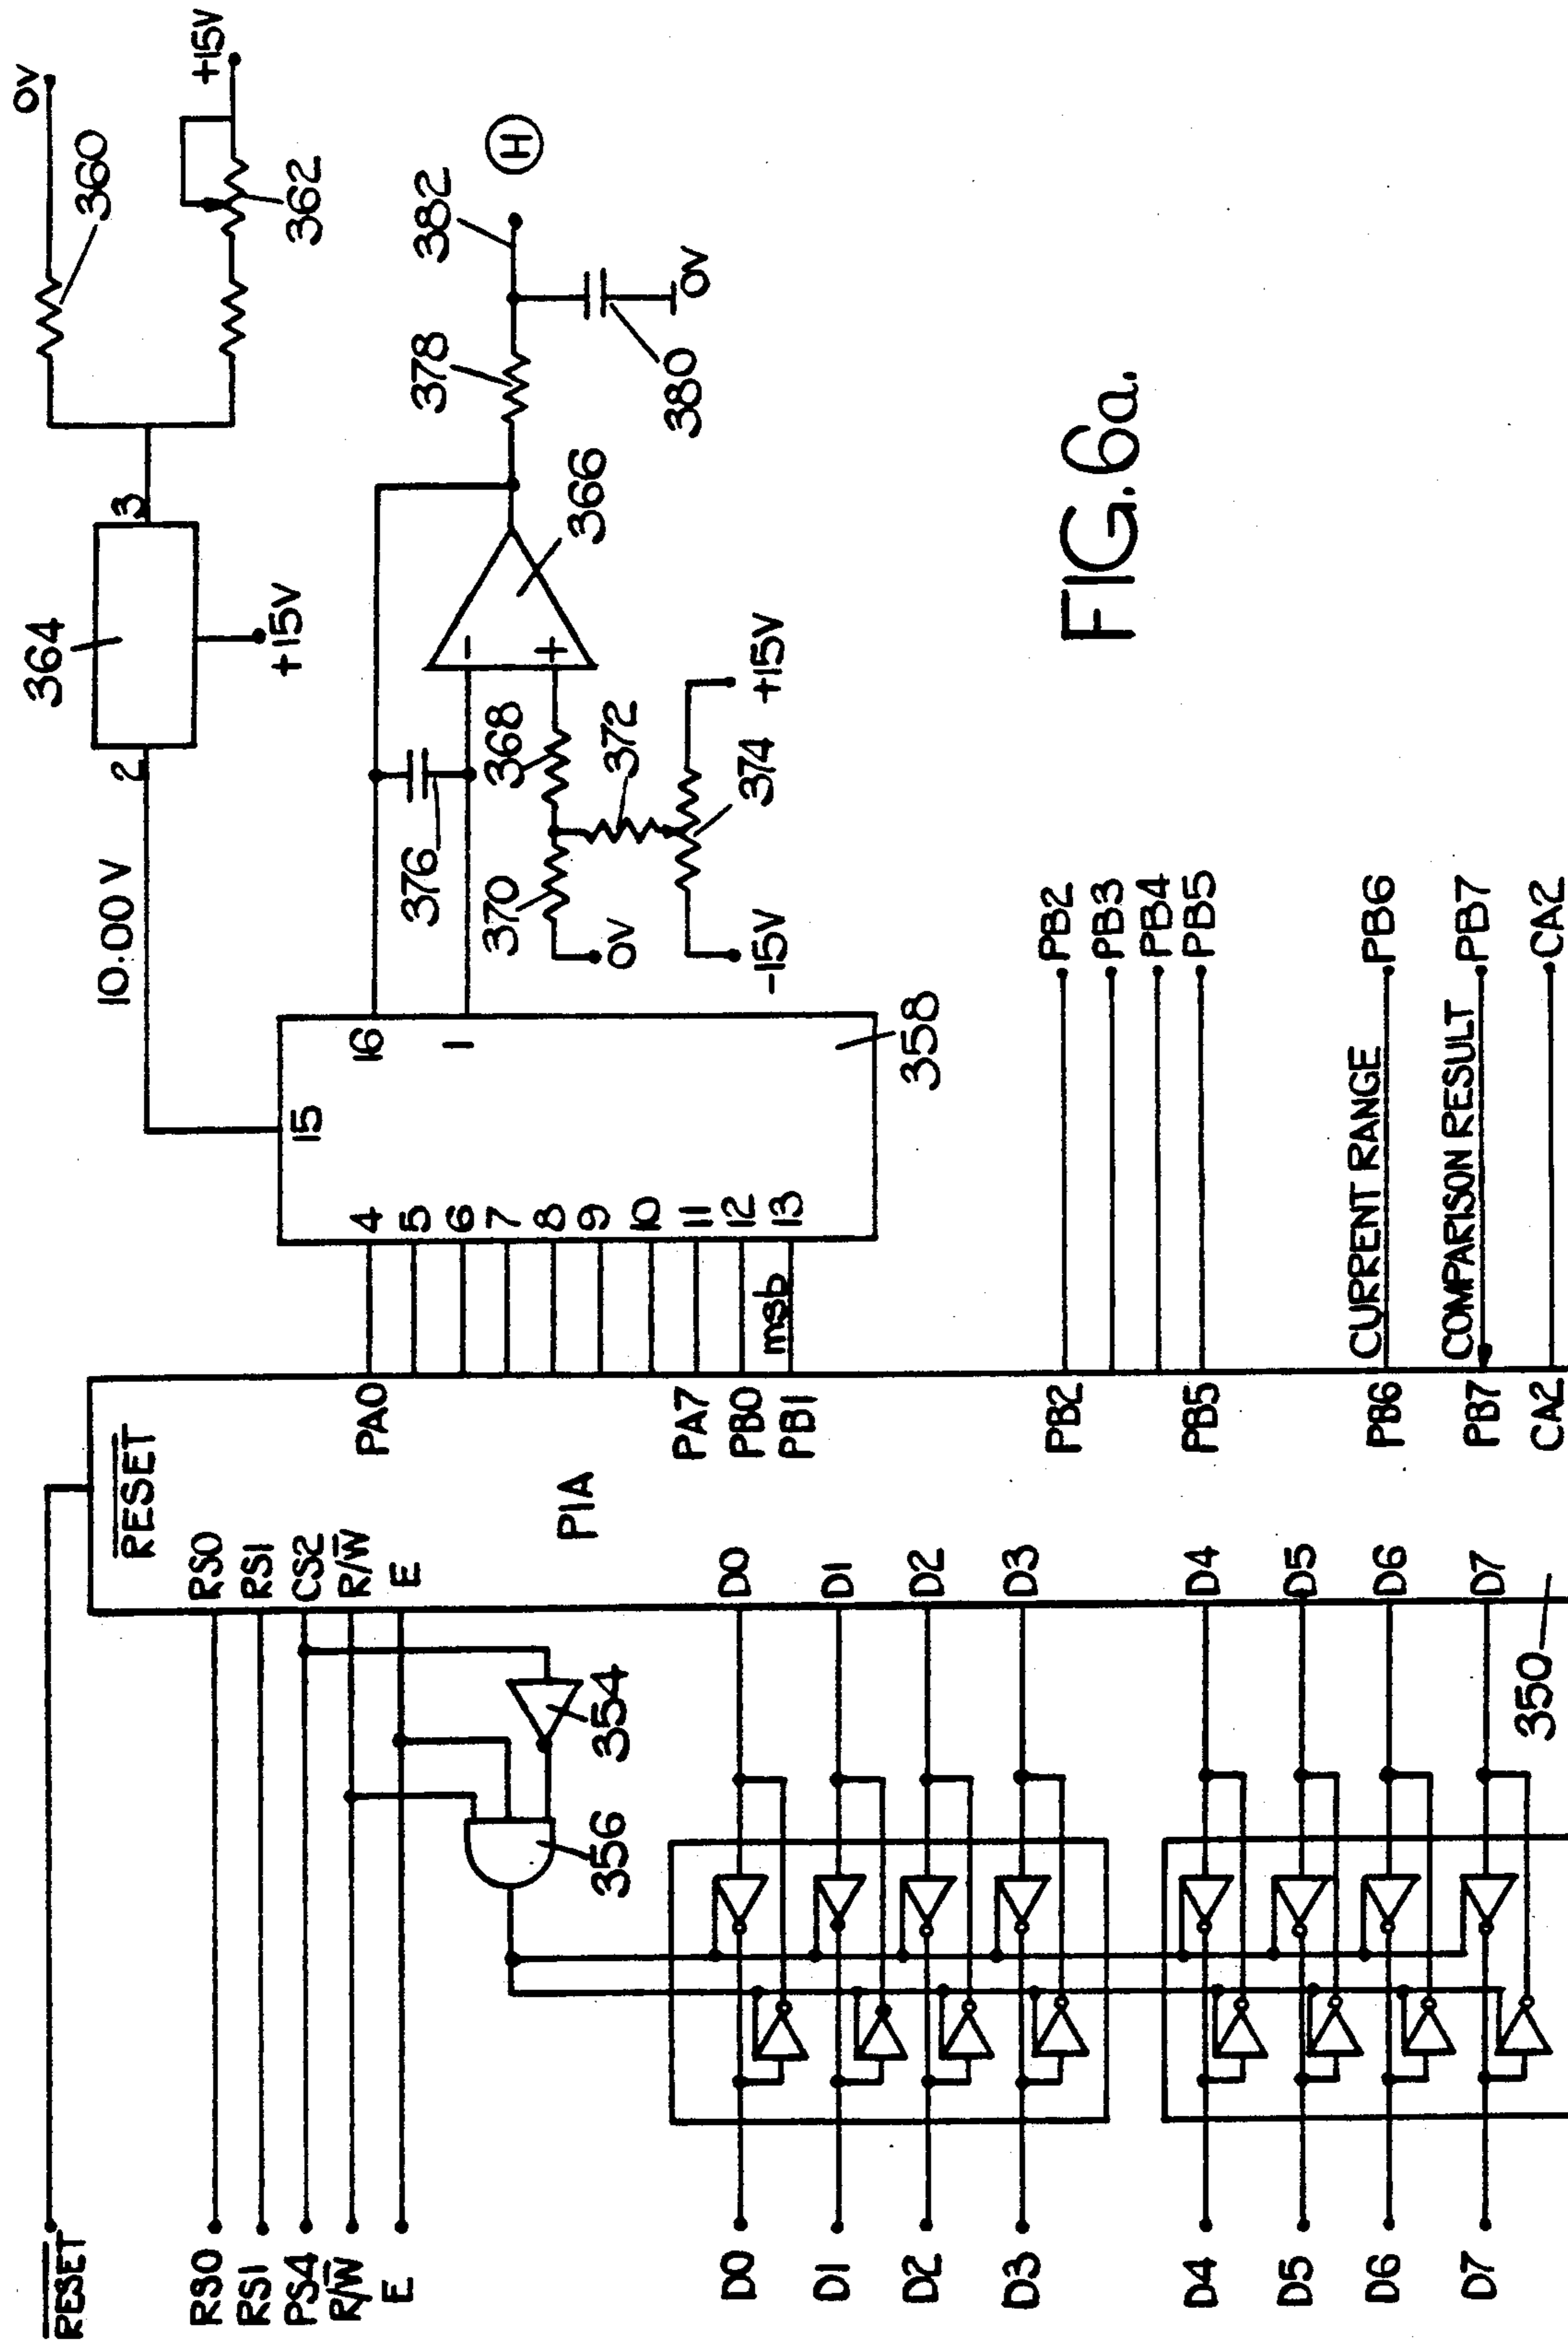 RESET
RS0
RS1
PS4
R/W
E
D0
D1
D2
D3
D4
D5
D6
D7
354
356
RESET
RS0
RS1
CS2
R/W
E
D0
D1
D2
D3
D4
D5
D6
D7
350
PIA
PA0
PA7
PB0
PB1
msb
PB2
PB5
PB6
PB7
CA2
CURRENT RANGE
COMPARISON RESULT
PB2
PB3
PB4
PB5
PB6
PB7
CA2
4
5
6
7
8
9
10
11
12
13
15
16
1
358
10.00 V
2
364
3
+15V
0V
360
+15V
362
376
370
0V
368
372
374
-15V
+15V
-
+
366
378
380
0V
382
H
FIG. 6a.